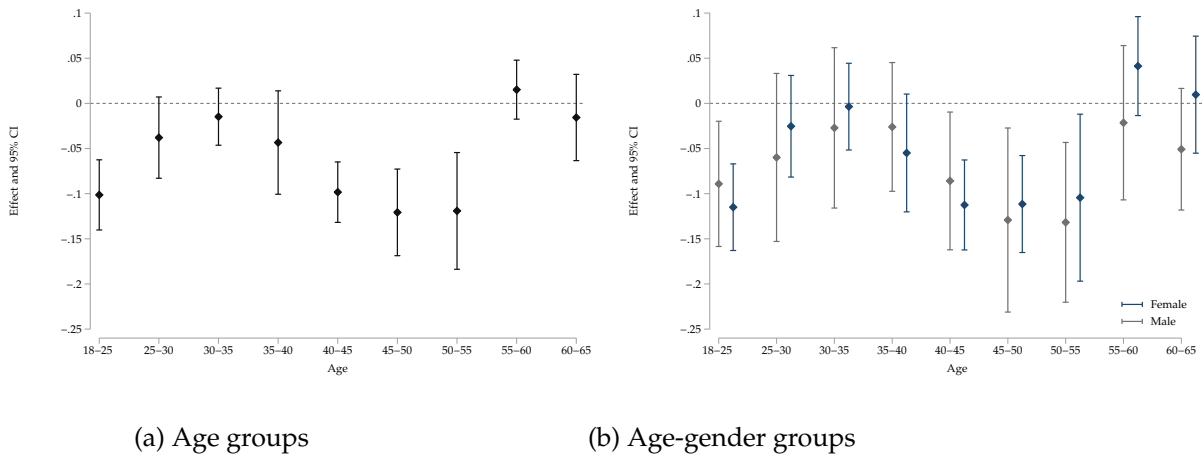 .1
.05
0
−.05
−.1
−.15
−.2
−.25
Effect and 95% CI
18–25 25–30 30–35 35–40 40–45 45–50 50–55 55–60 60–65
Age
(a) Age groups
.1
.05
0
−.05
−.1
−.15
−.2
−.25
Effect and 95% CI
Female
Male
18–25 25–30 30–35 35–40 40–45 45–50 50–55 55–60 60–65
Age
(b) Age-gender groups